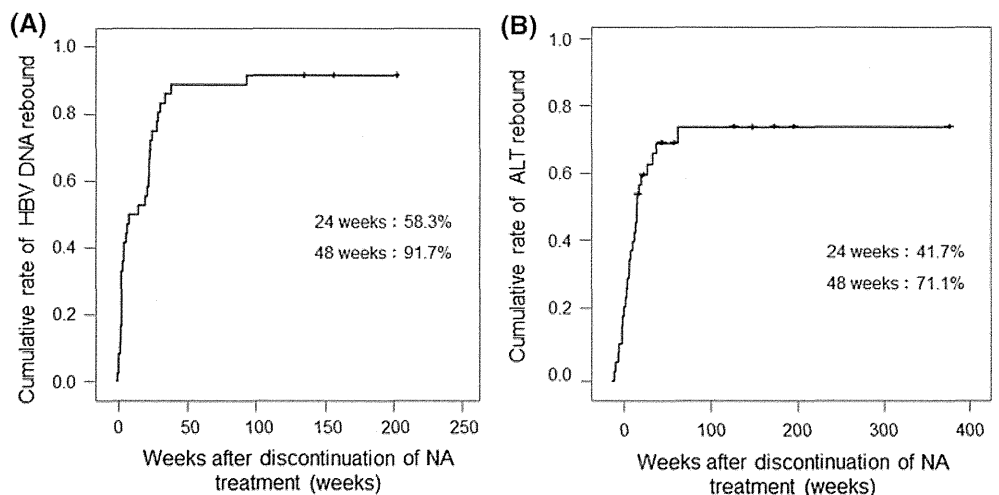 (A)
Cumulative rate of HBV DNA rebound
1.0
0.8
0.6
0.4
0.2
0.0
24 weeks : 58.3%
48 weeks : 91.7%
0 50 100 150 200 250
Weeks after discontinuation of NA
treatment (weeks)
(B)
Cumulative rate of ALT rebound
1.0
0.8
0.6
0.4
0.2
0.0
24 weeks : 41.7%
48 weeks : 71.1%
0 100 200 300 400
Weeks after discontinuation of NA
treatment (weeks)